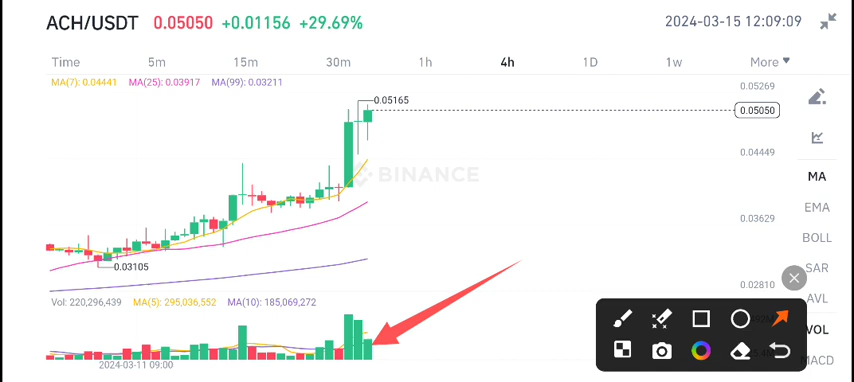 ACH/USDT 0.05050 +0.01156 +29.69% 2024-03-15 12:09:09
Time 5m 15m 30m 1h 4h 1D 1w More
MA(7): 0.04441 MA(25): 0.03917 MA(99): 0.03211
0.05269
0.05165
0.05050
0.04449
BINANCE
MA
EMA
0.03629
BOLL
0.03105
SAR
0.02810
AVL
Vol: 220,296,439 MA(5): 295,036,552 MA(10): 185,069,272
VOL
MACD
2024-03-11 09:00